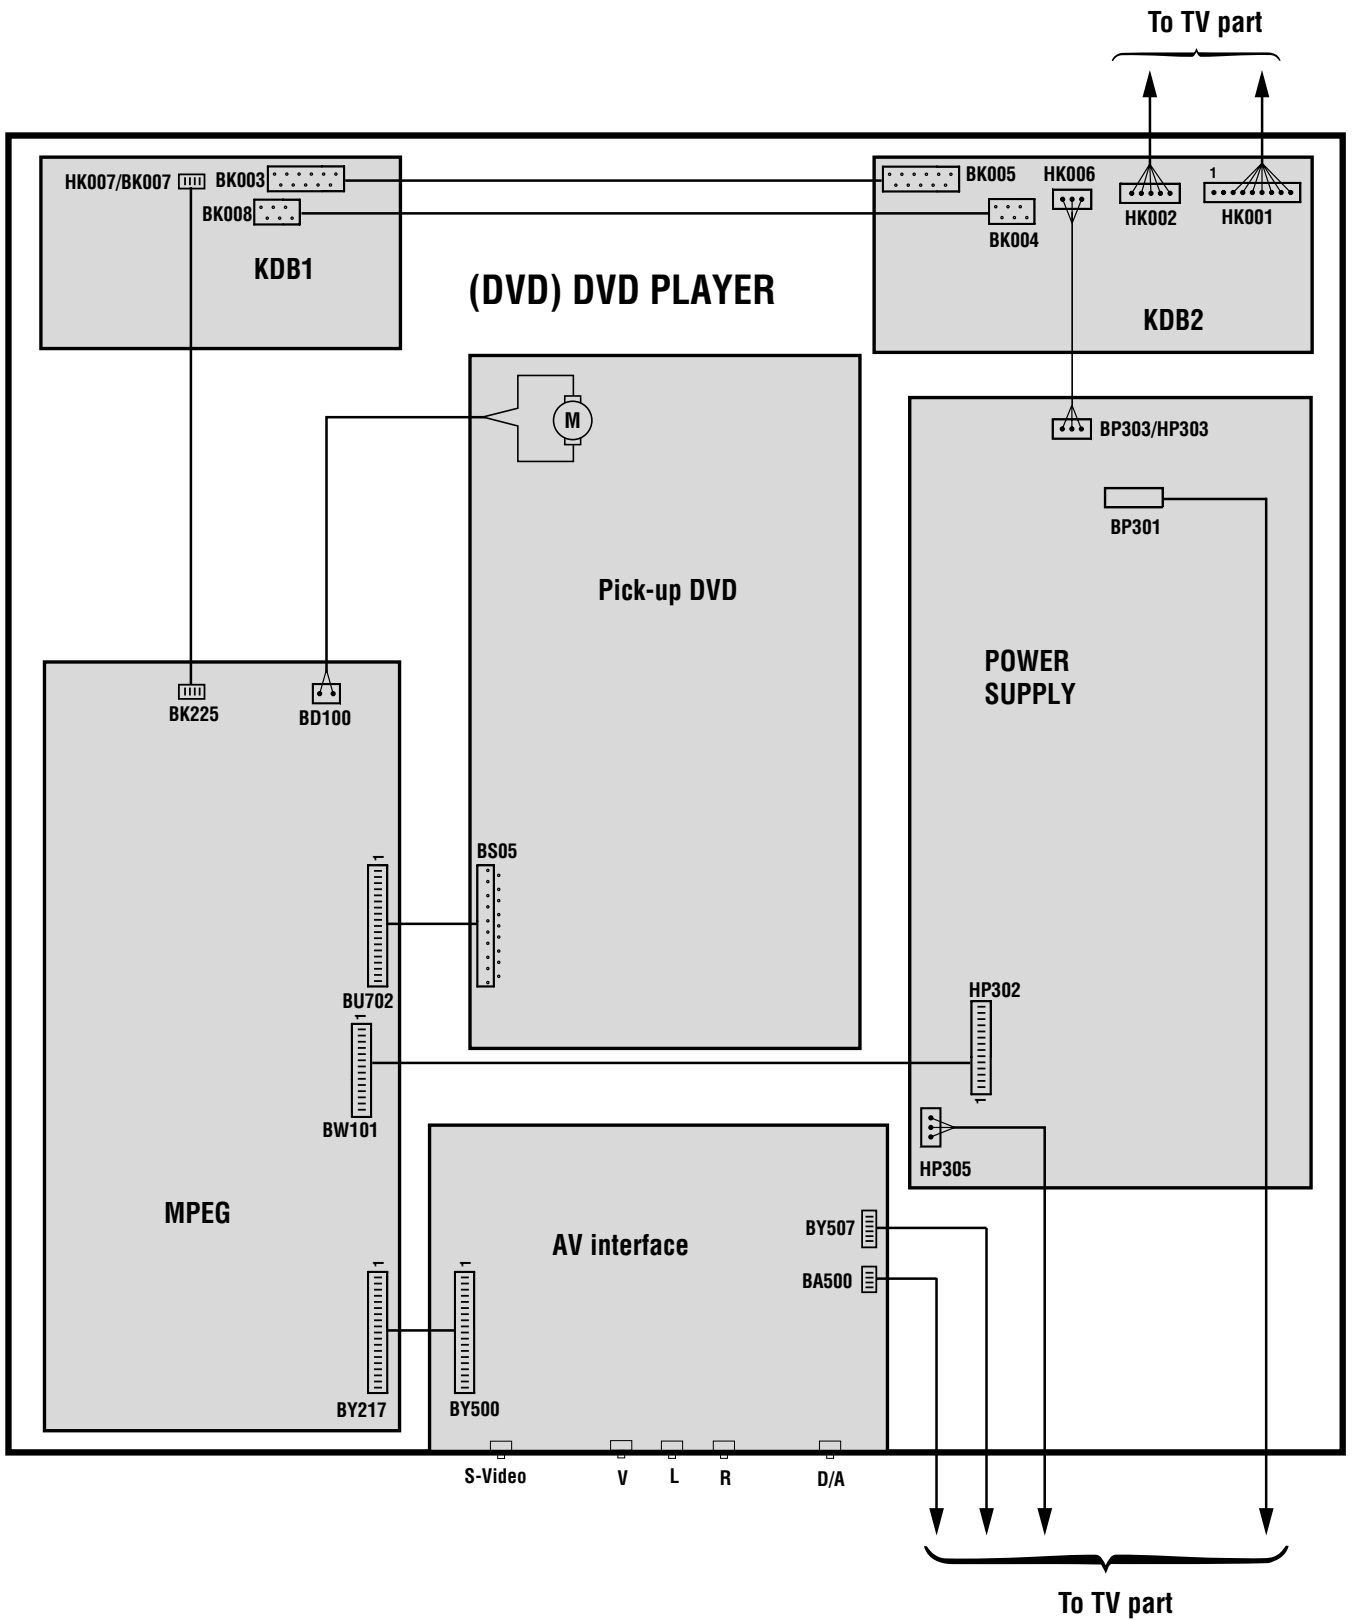 To TV part
HK007/BK007
BK003
BK008
KDB1
BK005
HK006
1
BK004
HK002
HK001
KDB2
(DVD) DVD PLAYER
M
BP303/HP303
BP301
Pick-up DVD
POWER
SUPPLY
BK225
BD100
1
BS05
BU702
1
HP302
1
BW101
HP305
MPEG
AV interface
BY507
BA500
1
1
BY217
BY500
S-Video
V
L
R
D/A
To TV part